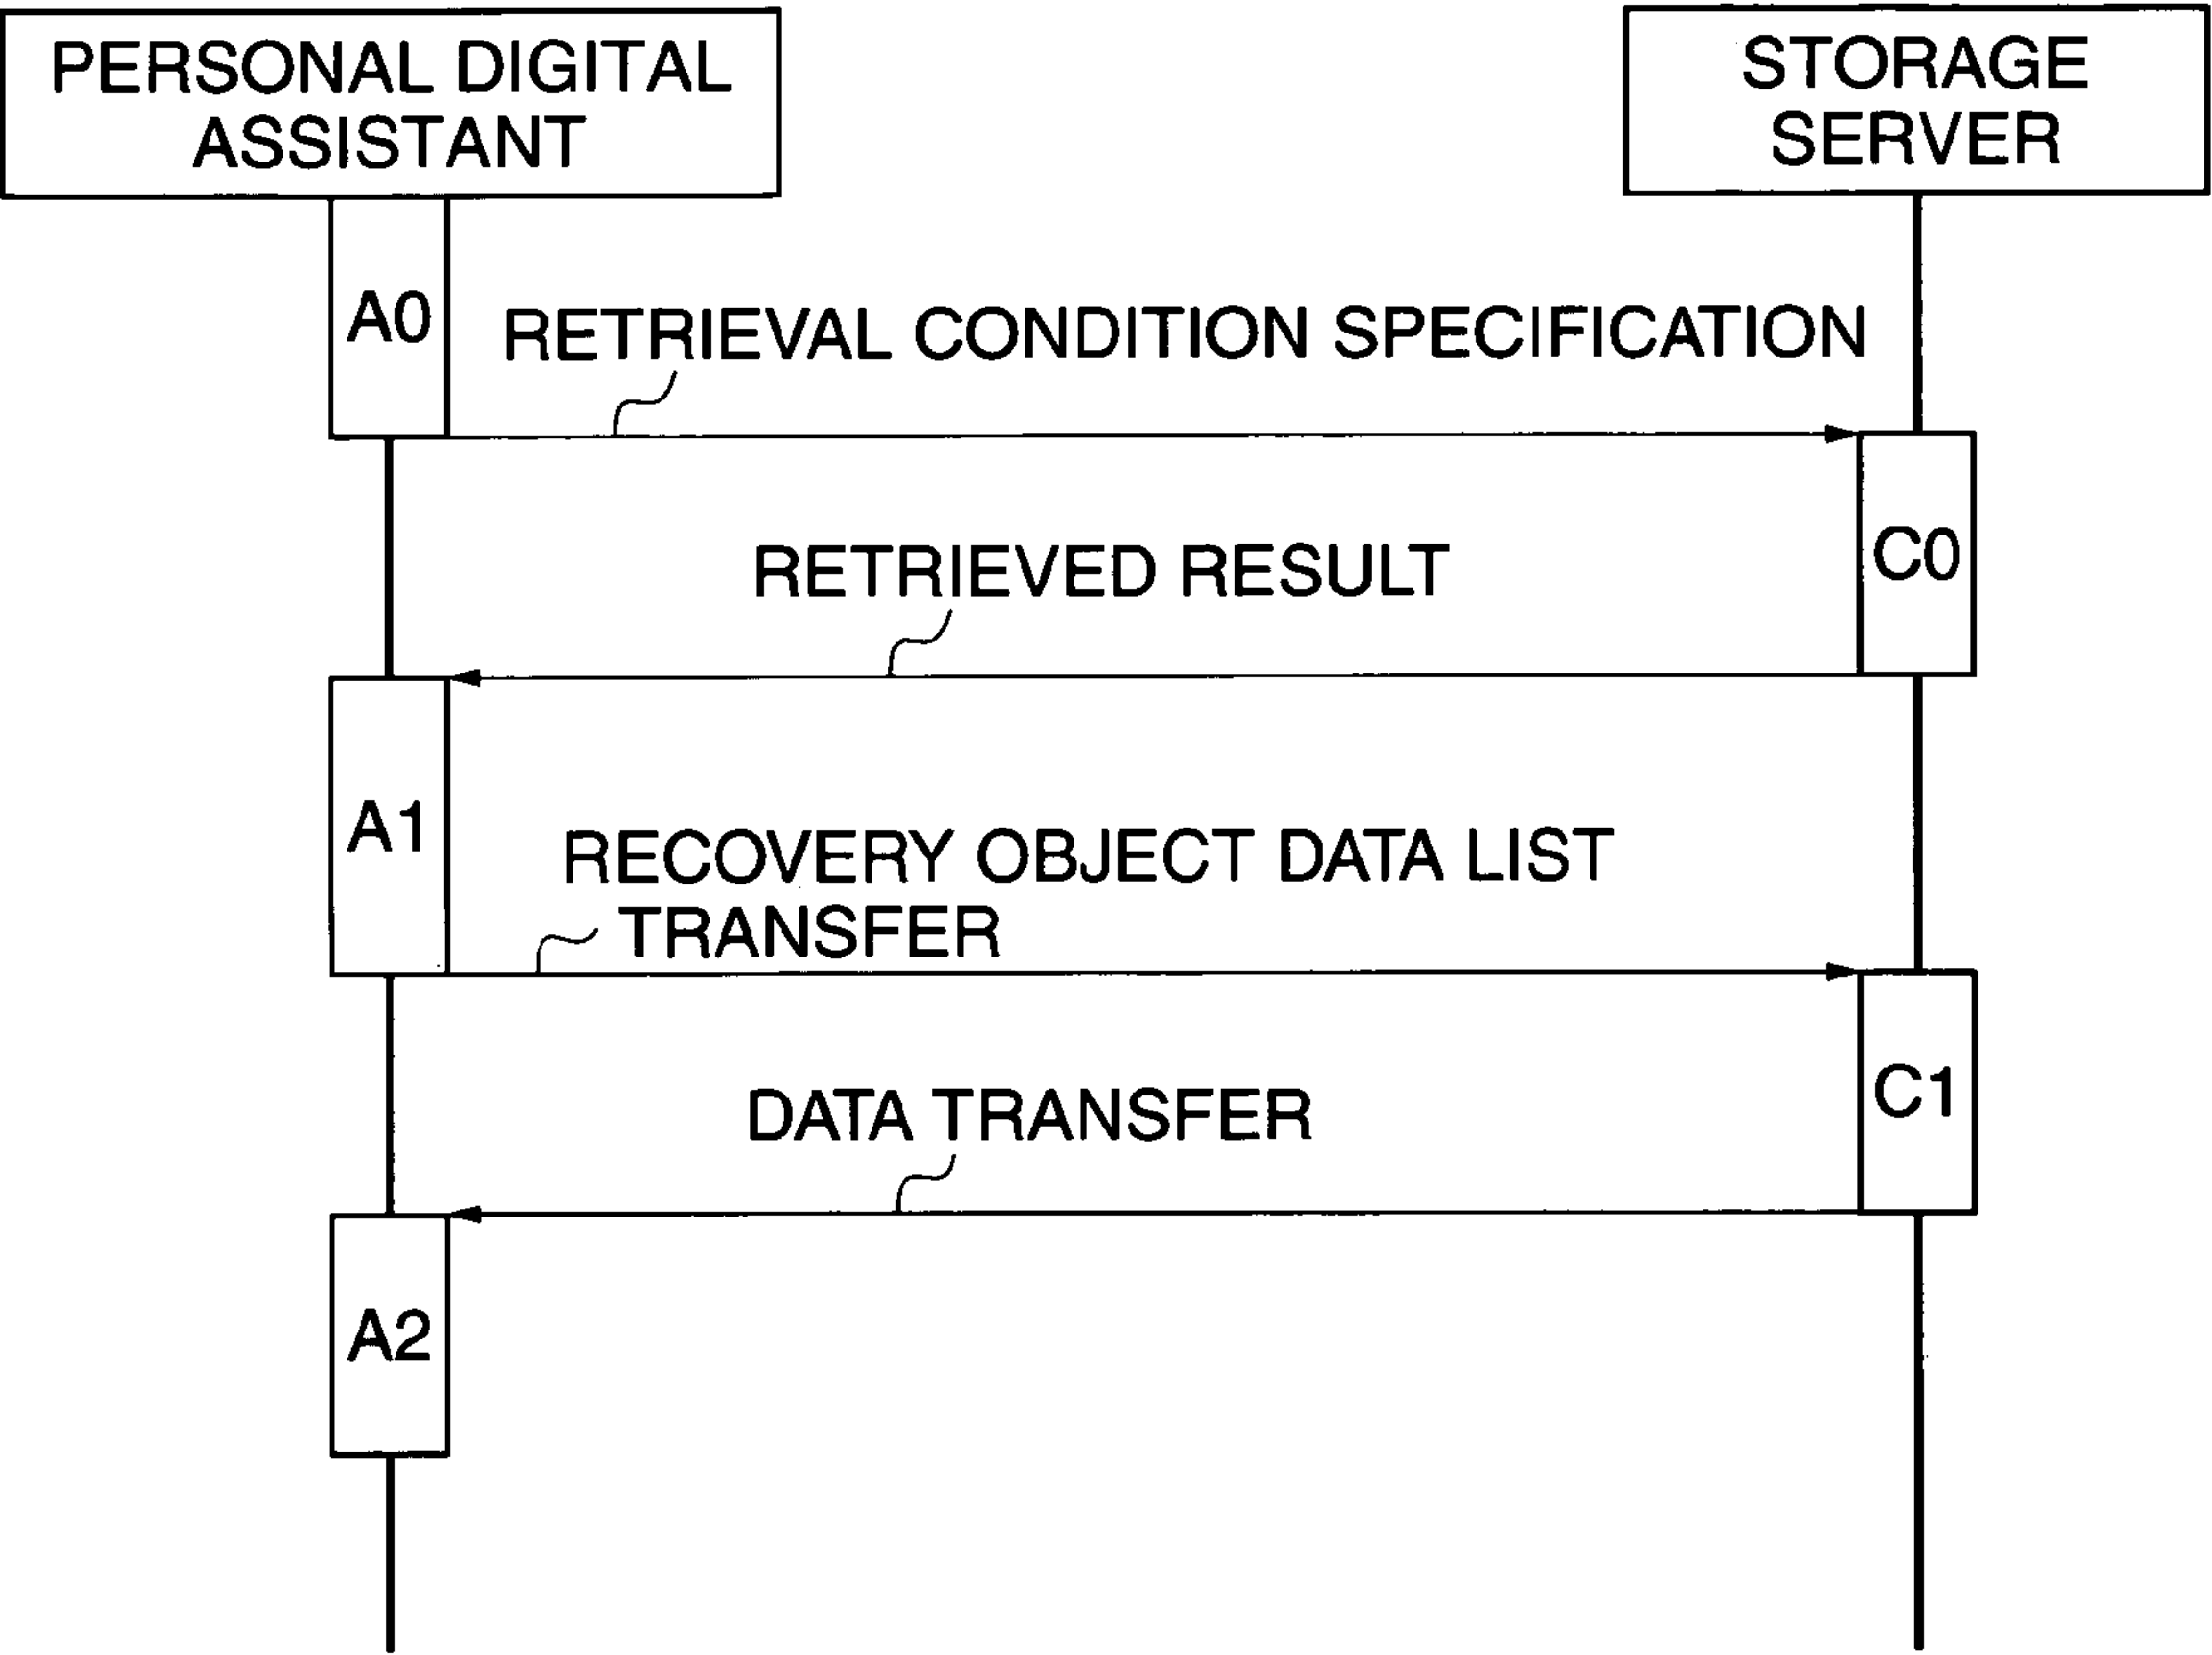 PERSONAL DIGITAL
ASSISTANT
STORAGE
SERVER
A0
RETRIEVAL CONDITION SPECIFICATION
C0
RETRIEVED RESULT
A1
RECOVERY OBJECT DATA LIST
TRANSFER
C1
DATA TRANSFER
A2